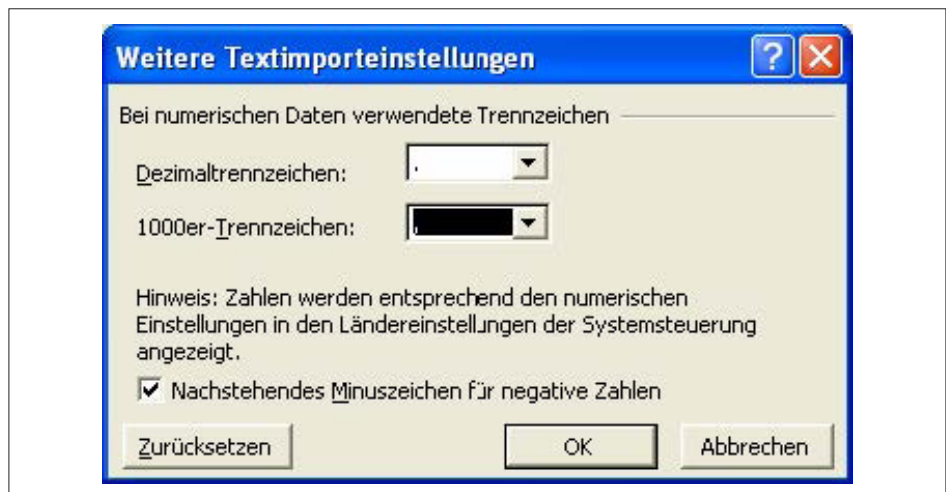 Weitere Textimporteinstellungen
Bei numerischen Daten verwendete Trennzeichen
Dezimaltrennzeichen: .
1000er-Trennzeichen: ,
Hinweis: Zahlen werden entsprechend den numerischen
Einstellungen in den Ländereinstellungen der Systemsteuerung
angezeigt.
Nachstehendes Minuszeichen für negative Zahlen
Zurücksetzen OK Abbrechen